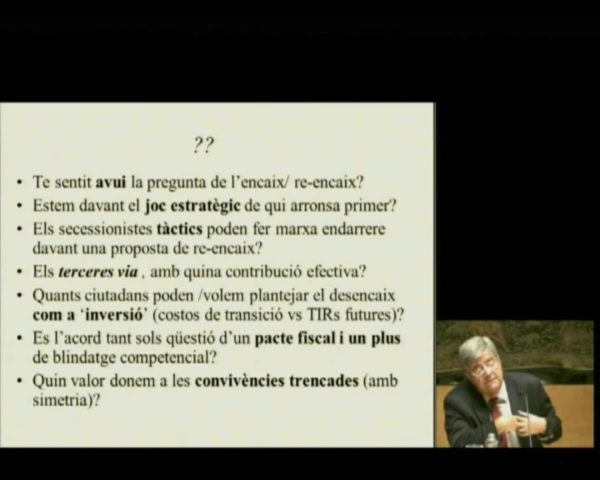 ??
• Te sentit avui la pregunta de l'encaix/ re-encaix?
• Estem davant el joc estratègic de qui arronsa primer?
• Els secessionistes tàctics poden fer marxa endarrere
davant una proposta de re-encaix?
• Els terceres via , amb quina contribució efectiva?
• Quants ciutadans poden /volem plantejar el desencaix
com a 'inversió' (costos de transició vs TIRs futures)?
• Es l'acord tant sols qüestió d'un pacte fiscal i un plus
de blindatge competencial?
• Quin valor donem a les convivències trencades (amb
simetria)?